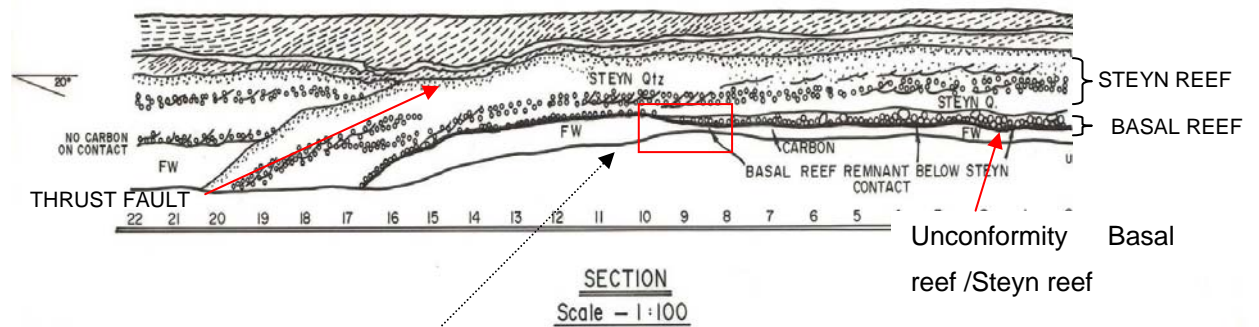 20°
STEYN Qtz
STEYN REEF
STEYN Q.
BASAL REEF
NO CARBON
ON CONTACT
FW
FW
FW
CARBON
BASAL REEF REMNANT BELOW STEYN
CONTACT
U
THRUST FAULT
22 21 20 19 18 17 16 15 14 13 12 11 10 9 8 7 6 5
Unconformity Basal
reef /Steyn reef
SECTION
Scale – 1:100